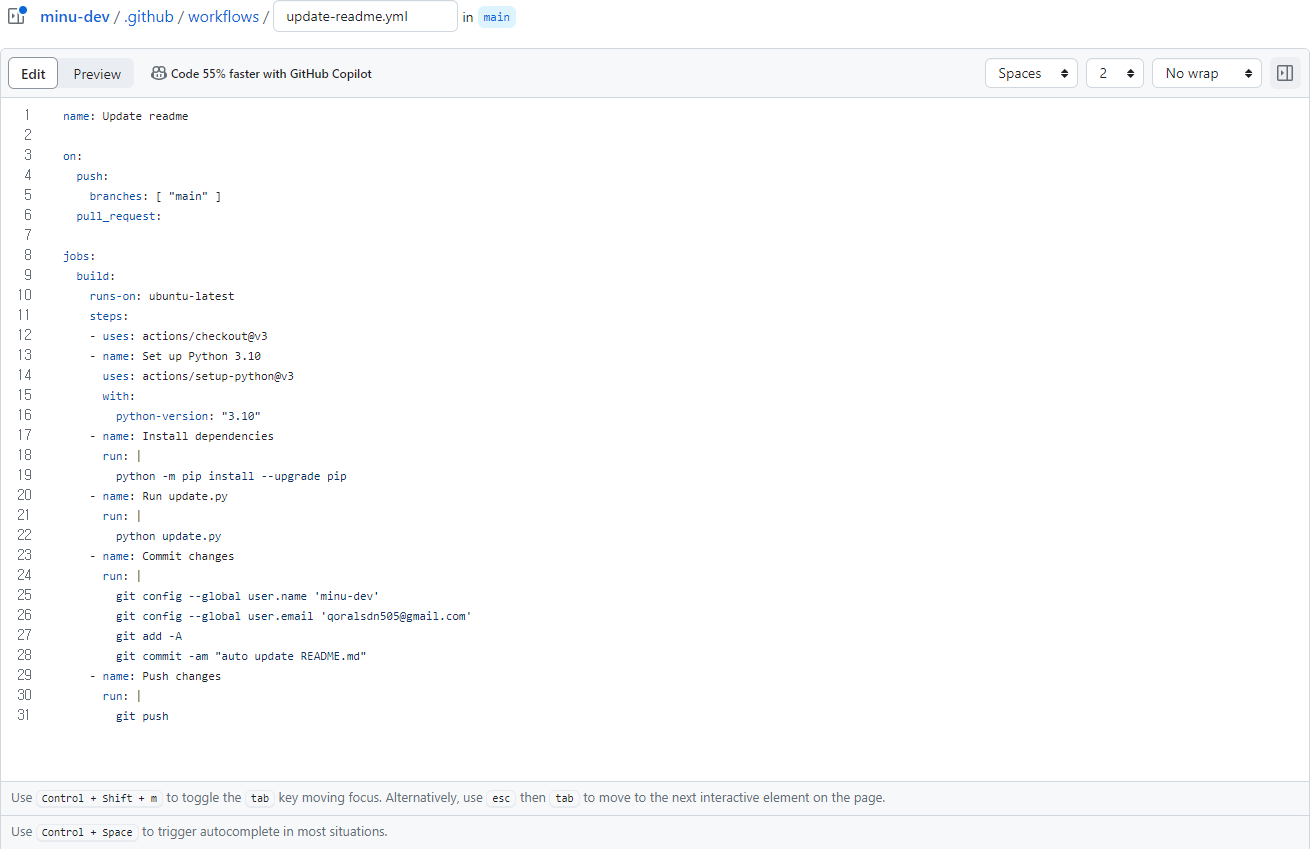 minu-dev / .github / workflows / update-readme.yml in main
Edit Preview Code 55% faster with GitHub Copilot Spaces 2 No wrap
1 name: Update readme
2
3 on:
4   push:
5     branches: [ "main" ]
6   pull_request:
7
8 jobs:
9   build:
10     runs-on: ubuntu-latest
11     steps:
12     - uses: actions/checkout@v3
13     - name: Set up Python 3.10
14       uses: actions/setup-python@v3
15       with:
16         python-version: "3.10"
17     - name: Install dependencies
18       run: |
19         python -m pip install --upgrade pip
20     - name: Run update.py
21       run: |
22         python update.py
23     - name: Commit changes
24       run: |
25         git config --global user.name 'minu-dev'
26         git config --global user.email 'qoralsdn505@gmail.com'
27         git add -A
28         git commit -am "auto update README.md"
29     - name: Push changes
30       run: |
31         git push
Use Control + Shift + m to toggle the tab key moving focus. Alternatively, use esc then tab to move to the next interactive element on the page.
Use Control + Space to trigger autocomplete in most situations.